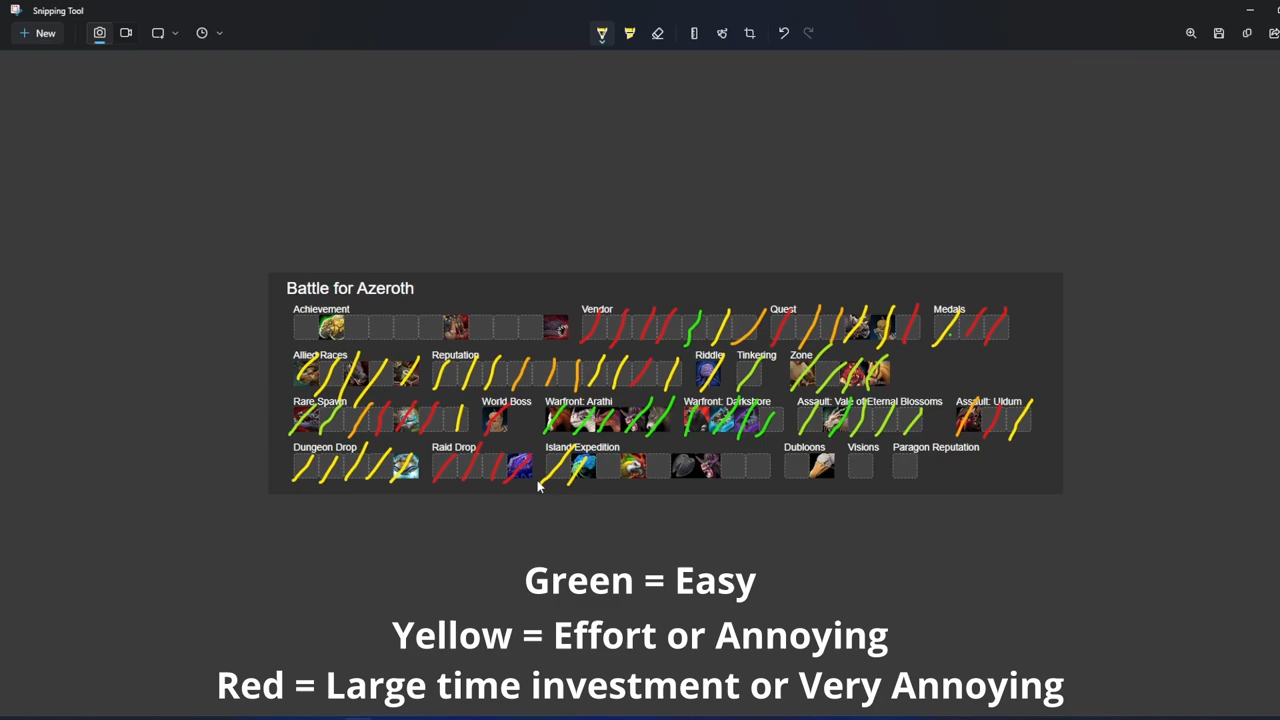 Snipping Tool
New
Battle for Azeroth
Achievement Vendor Quest Medals
Allied Races Reputation Riddle Tinkering Zone
Rare Spawn World Boss Warfront: Arathi Warfront: Darkshore Assault: Vale of Eternal Blossoms Assault: Uldum
Dungeon Drop Raid Drop Island Expedition Dubloons Visions Paragon Reputation
Green = Easy
Yellow = Effort or Annoying
Red = Large time investment or Very Annoying